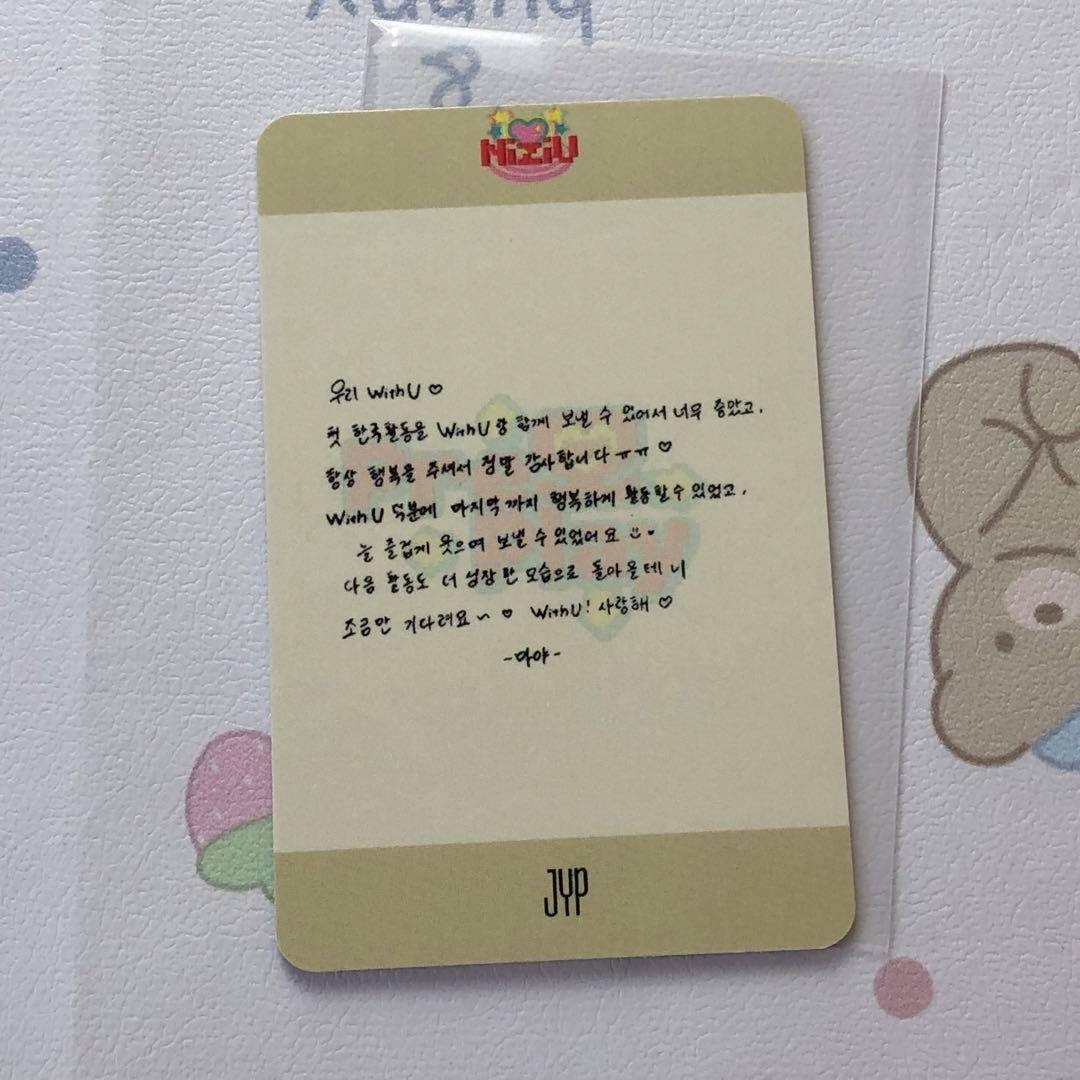 NiziU
우리 WithU ♡
첫 한국활동을 WithU랑 함께 보낼 수 있어서 너무 좋았고,
항상 행복을 주셔서 정말 감사합니다ㅠㅠ ♡
WithU 덕분에 마지막까지 행복하게 활동할 수 있었고,
늘 즐겁게 웃으며 보낼 수 있었어요
다음 활동도 더 성장한 모습으로 돌아올테니
조금만 기다려요~ ♡ WithU! 사랑해 ♡
-마야-
JYP